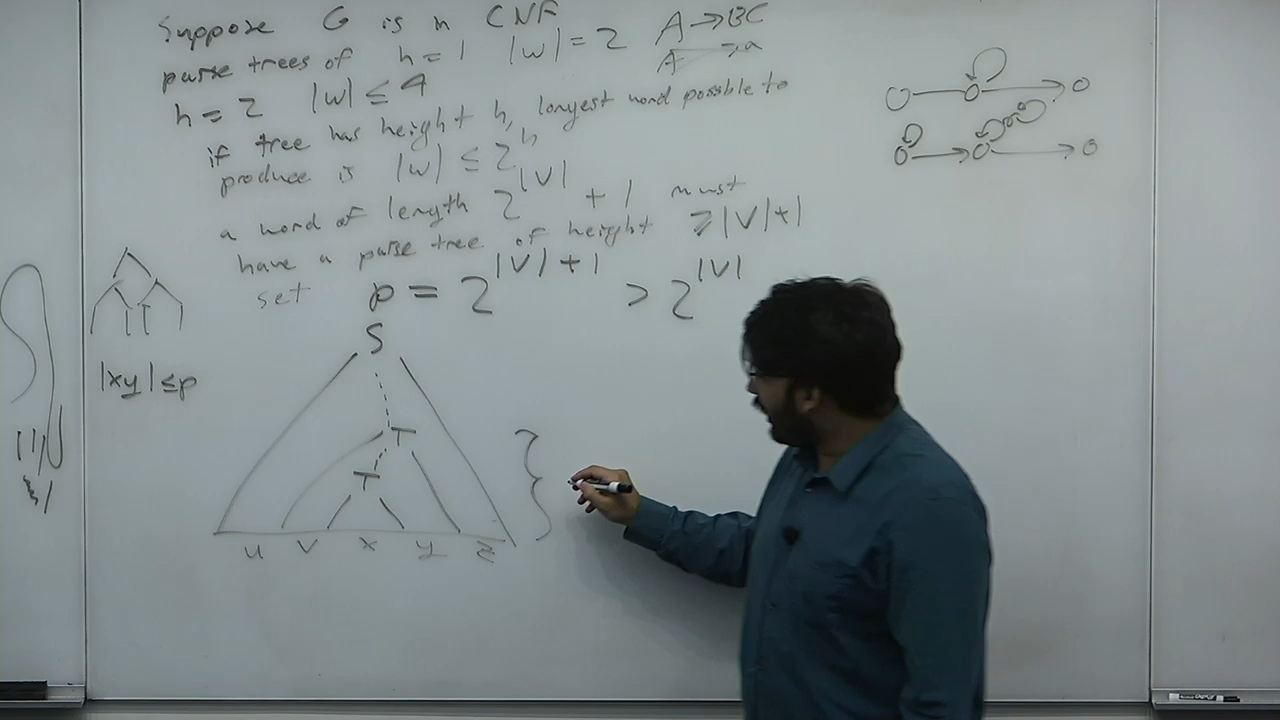 Suppose G is in CNF
parse trees of h = 1 |w| = 2 A → BC
A → a
h = 2 |w| ≤ 4
if tree has height h, longest word possible to
produce is |w| ≤ 2^h
a word of length 2^|V| + 1 must
have a parse tree of height ≥ |V| + 1
set p = 2^|V| + 1 > 2^|V|
|xy| ≤ p
S
T
T
u v x y z